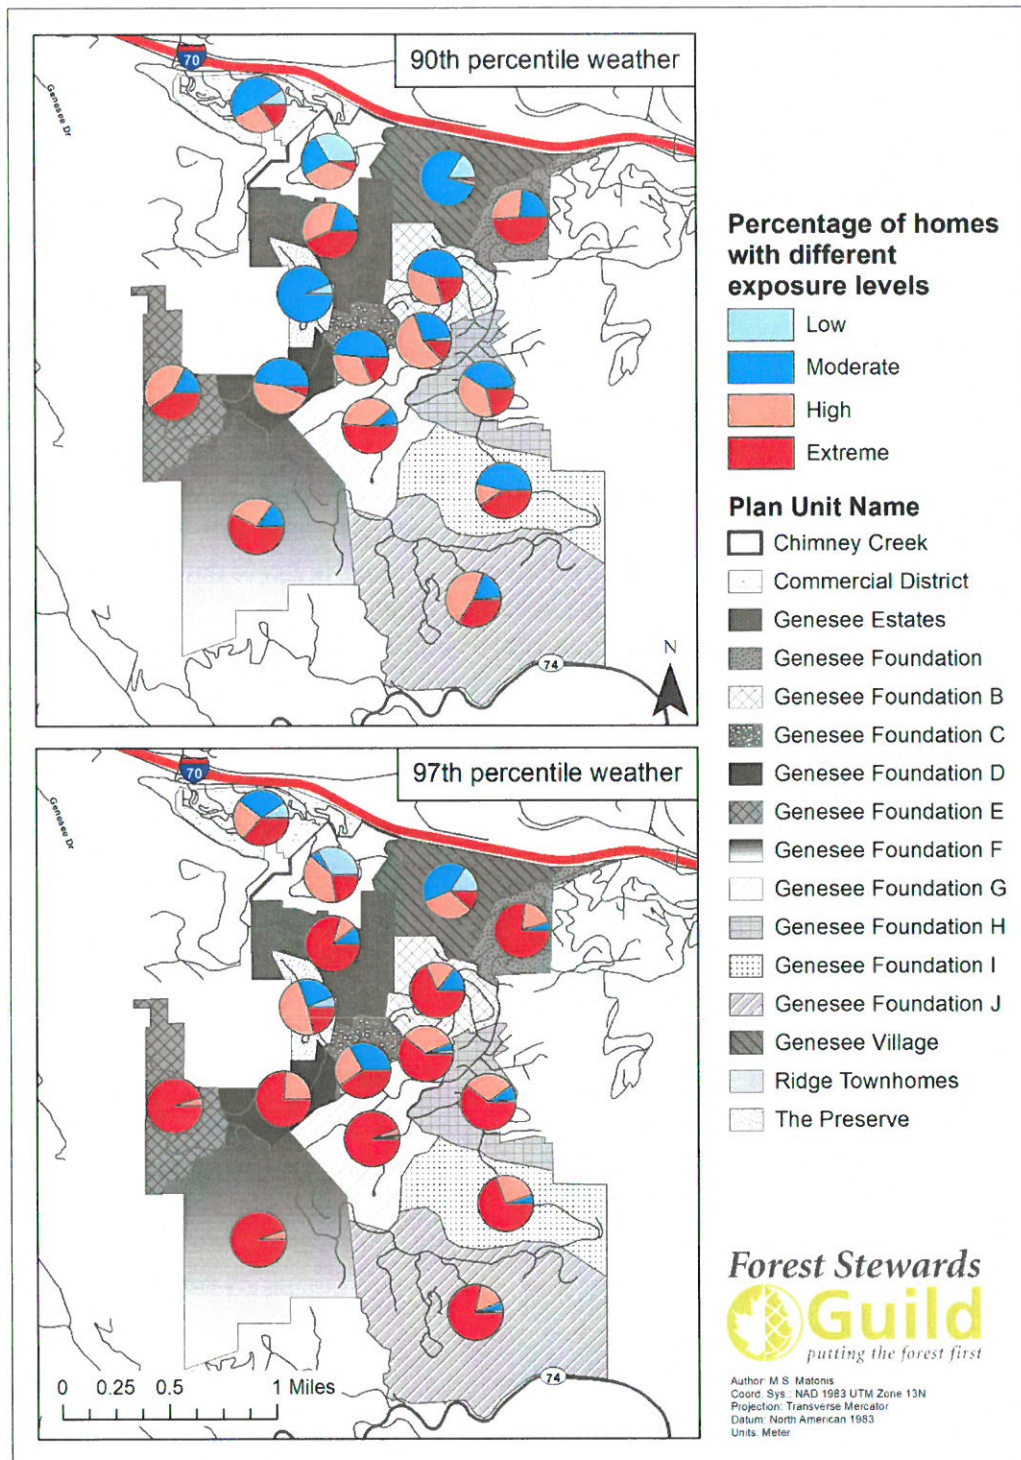 90th percentile weather
70
Genesee Dr
N
74
97th percentile weather
70
Genesee Dr
74
0 0.25 0.5 1 Miles
Percentage of homes
with different
exposure levels
Low
Moderate
High
Extreme
Plan Unit Name
Chimney Creek
Commercial District
Genesee Estates
Genesee Foundation
Genesee Foundation B
Genesee Foundation C
Genesee Foundation D
Genesee Foundation E
Genesee Foundation F
Genesee Foundation G
Genesee Foundation H
Genesee Foundation I
Genesee Foundation J
Genesee Village
Ridge Townhomes
The Preserve
Forest Stewards
Guild
putting the forest first
Author: M.S. Matonis
Coord. Sys.: NAD 1983 UTM Zone 13N
Projection: Transverse Mercator
Datum: North American 1983
Units: Meter